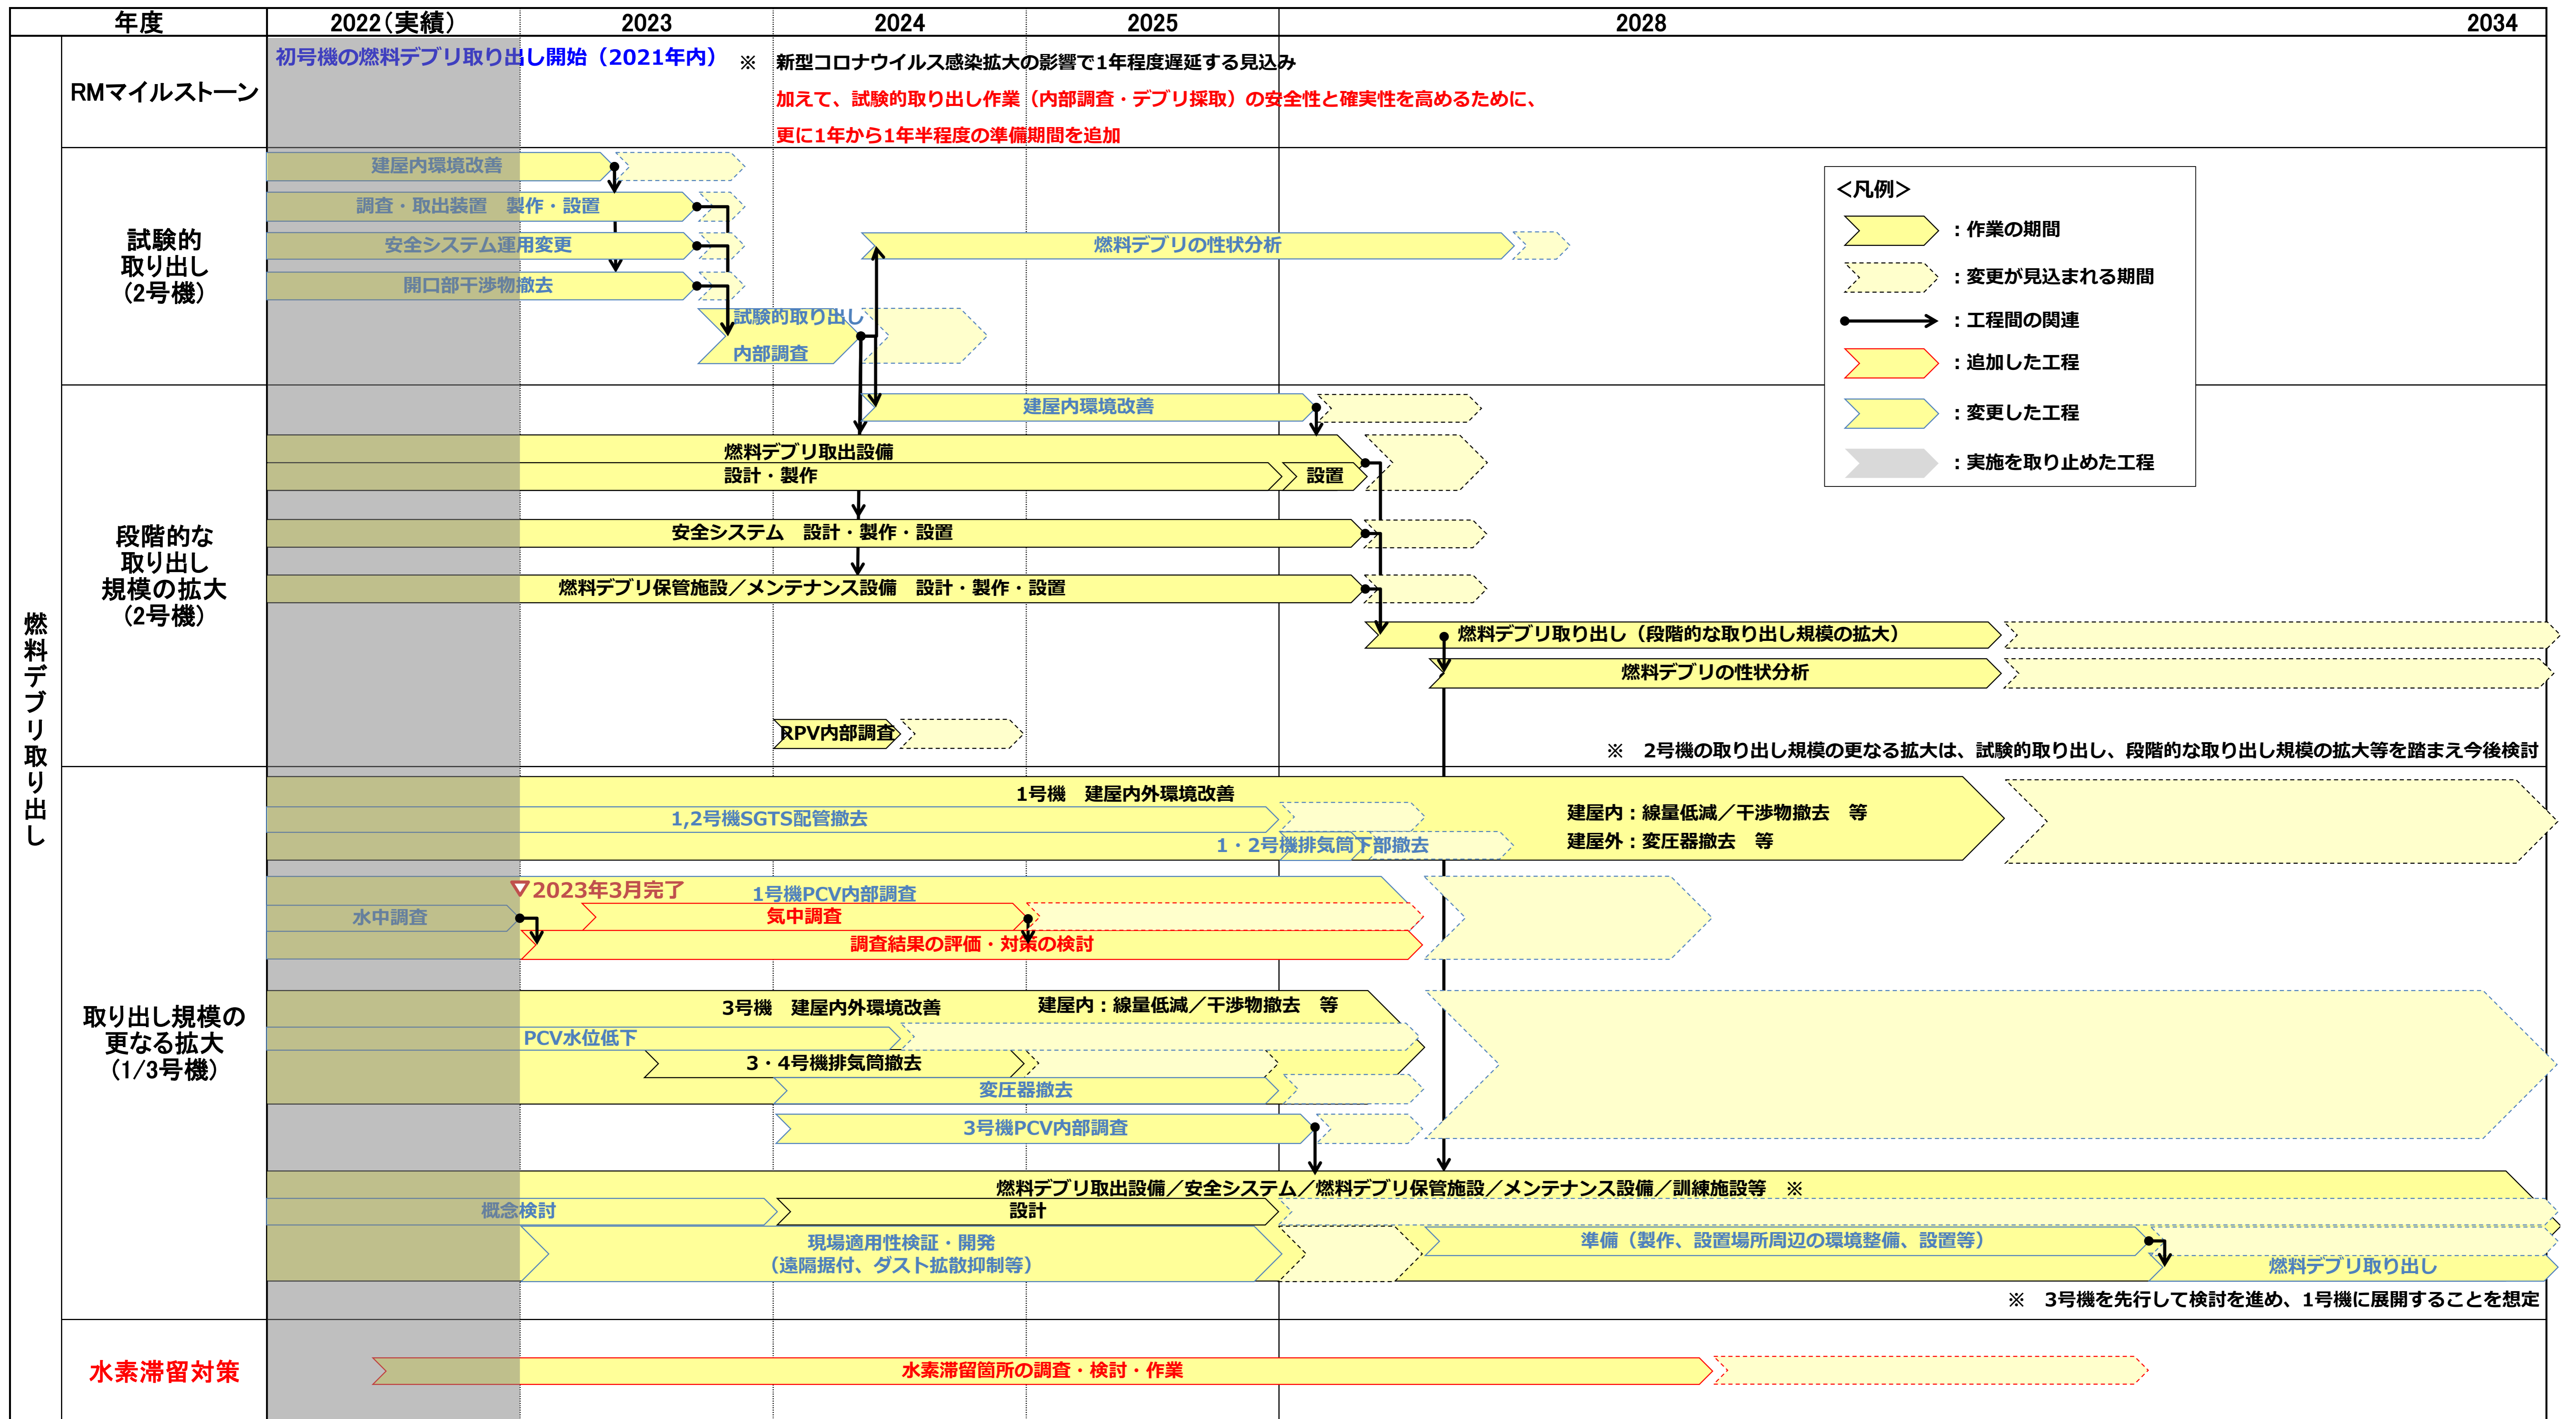 年度
2022(実績)
2023
2024
2025
2028
2034
燃料デブリ取り出し
RMマイルストーン
初号機の燃料デブリ取り出し開始（2021年内）
※　新型コロナウイルス感染拡大の影響で1年程度遅延する見込み
加えて、試験的取り出し作業（内部調査・デブリ採取）の安全性と確実性を高めるために、
更に1年から1年半程度の準備期間を追加
試験的
取り出し
(2号機)
建屋内環境改善
調査・取出装置　製作・設置
安全システム運用変更
開口部干渉物撤去
燃料デブリの性状分析
試験的取り出し
内部調査
＜凡例＞
：作業の期間
：変更が見込まれる期間
：工程間の関連
：追加した工程
：変更した工程
：実施を取り止めた工程
段階的な
取り出し
規模の拡大
(2号機)
建屋内環境改善
燃料デブリ取出設備
設計・製作
設置
安全システム　設計・製作・設置
燃料デブリ保管施設／メンテナンス設備　設計・製作・設置
燃料デブリ取り出し（段階的な取り出し規模の拡大）
燃料デブリの性状分析
RPV内部調査
※　2号機の取り出し規模の更なる拡大は、試験的取り出し、段階的な取り出し規模の拡大等を踏まえ今後検討
取り出し規模の
更なる拡大
(1/3号機)
1号機　建屋内外環境改善
建屋内：線量低減／干渉物撤去　等
建屋外：変圧器撤去　等
1,2号機SGTS配管撤去
1・2号機排気筒下部撤去
2023年3月完了
1号機PCV内部調査
水中調査
気中調査
調査結果の評価・対策の検討
3号機　建屋内外環境改善
建屋内：線量低減／干渉物撤去　等
PCV水位低下
3・4号機排気筒撤去
変圧器撤去
3号機PCV内部調査
燃料デブリ取出設備／安全システム／燃料デブリ保管施設／メンテナンス設備／訓練施設等　※
概念検討
設計
現場適用性検証・開発
（遠隔据付、ダスト拡散抑制等）
準備（製作、設置場所周辺の環境整備、設置等）
燃料デブリ取り出し
※　3号機を先行して検討を進め、1号機に展開することを想定
水素滞留対策
水素滞留箇所の調査・検討・作業